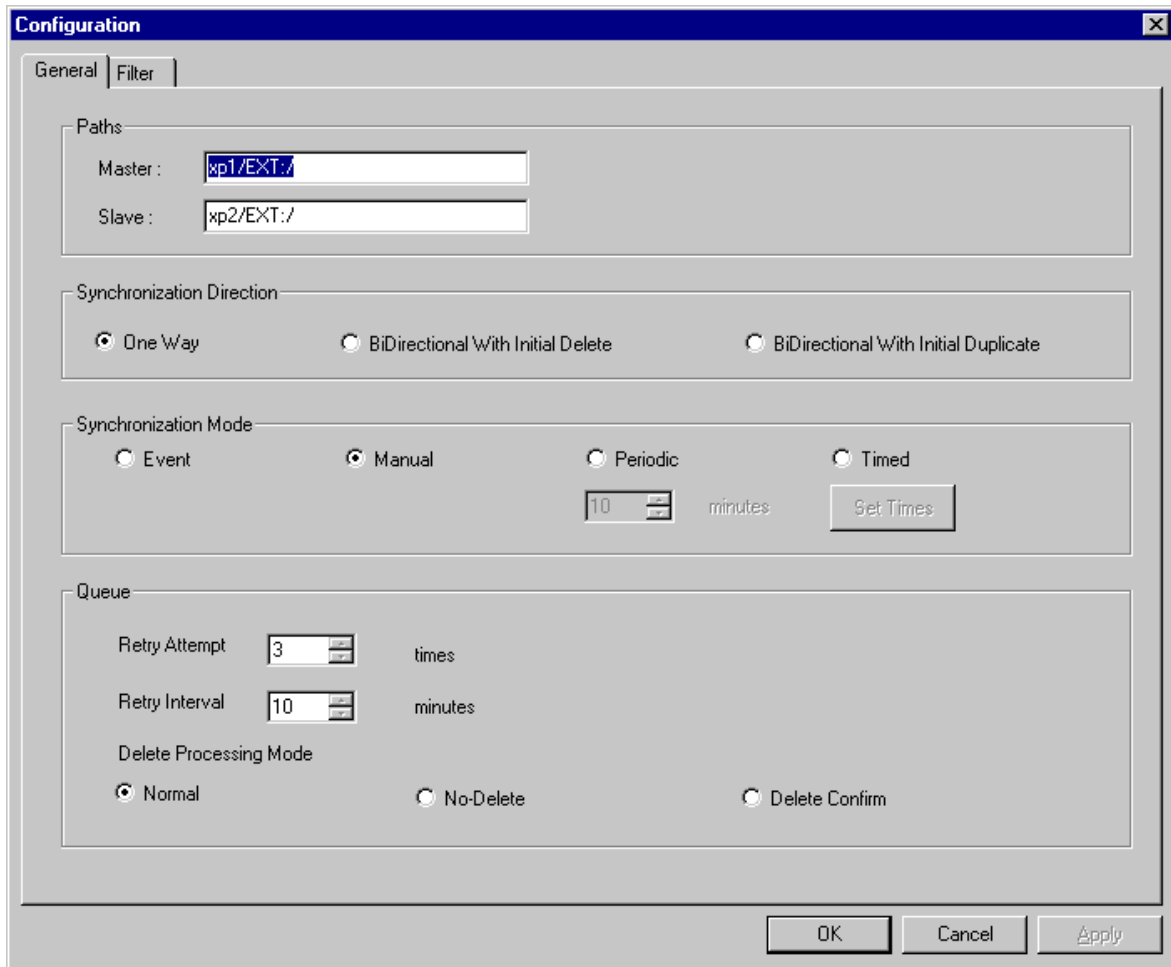 Configuration
General Filter
Paths
Master : xp1/EXT:/
Slave : xp2/EXT:/
Synchronization Direction
One Way BiDirectional With Initial Delete BiDirectional With Initial Duplicate
Synchronization Mode
Event Manual Periodic Timed
10 minutes Set Times
Queue
Retry Attempt 3 times
Retry Interval 10 minutes
Delete Processing Mode
Normal No-Delete Delete Confirm
OK Cancel Apply